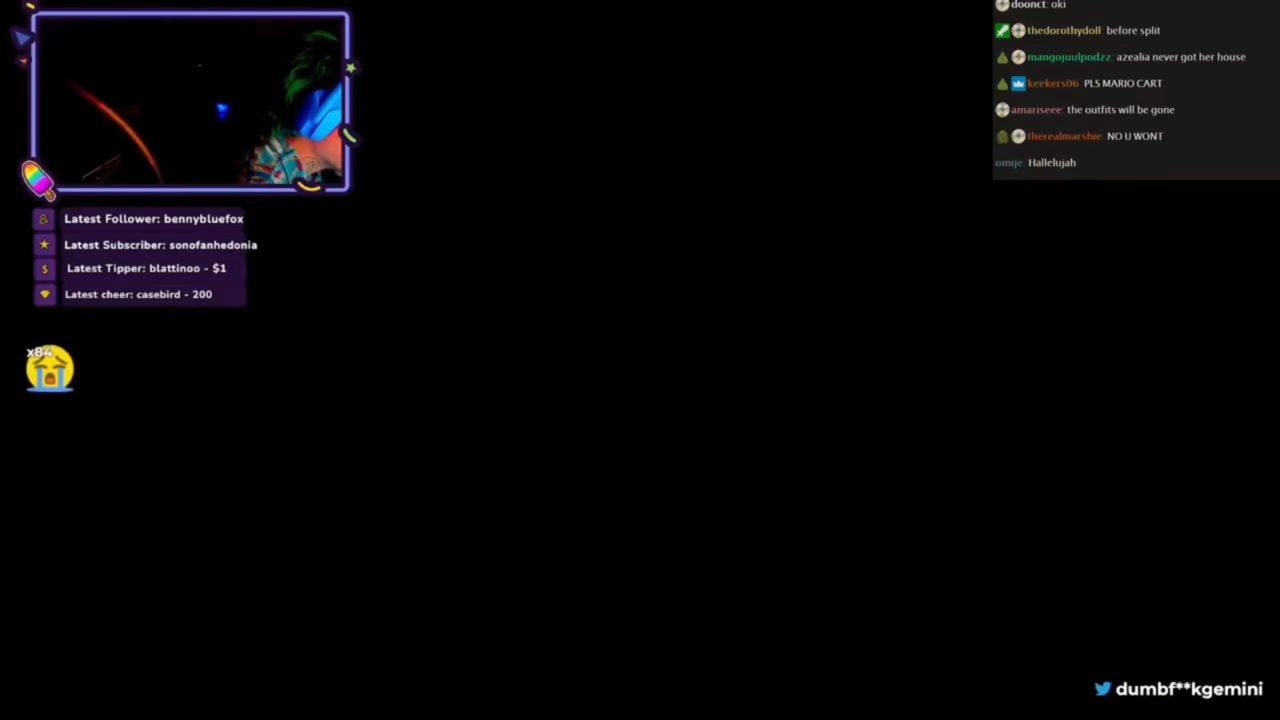 Latest Follower: bennybluefox
Latest Subscriber: sonofanhedonia
Latest Tipper: blattinoo - $1
Latest cheer: casebird - 200
x84
doonct: oki
thedorothydoll: before split
mangojuulpodzz: azealia never got her house
keekers06 PLS MARIO CART
amariseee: the outfits will be gone
therealmarshie: NO U WONT
omije Hallelujah
dumbf**kgemini